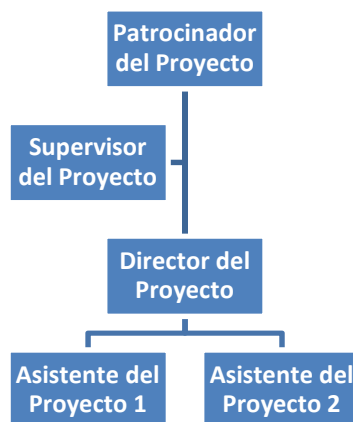 Patrocinador
del Proyecto
Supervisor
del Proyecto
Director del
Proyecto
Asistente del
Proyecto 1
Asistente del
Proyecto 2